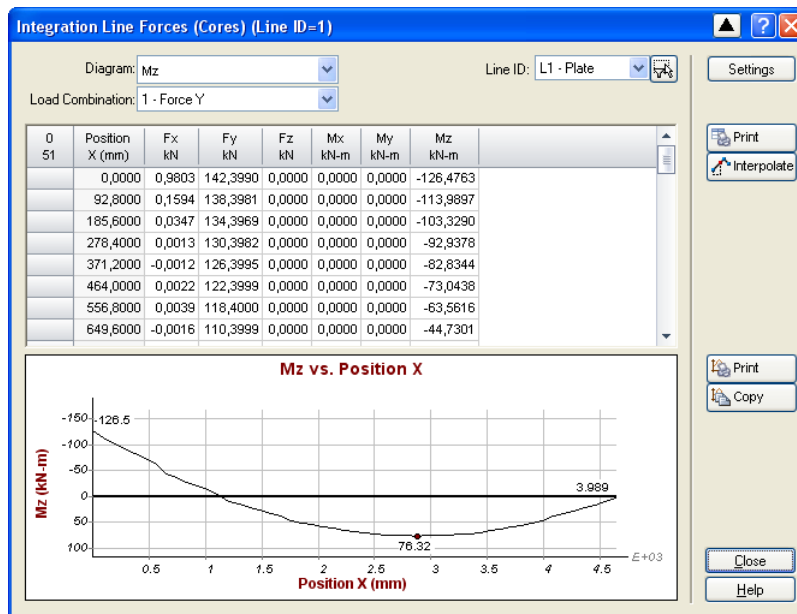 Integration Line Forces (Cores) (Line ID=1)
Diagram: Mz
Line ID: L1 - Plate
Settings
Load Combination: 1 - Force Y
0 Position Fx Fy Fz Mx My Mz
51 X (mm) kN kN kN kN-m kN-m kN-m
0,0000 0,9803 142,3990 0,0000 0,0000 0,0000 -126,4763
92,8000 0,1594 138,3981 0,0000 0,0000 0,0000 -113,9897
185,6000 0,0347 134,3969 0,0000 0,0000 0,0000 -103,3290
278,4000 0,0013 130,3982 0,0000 0,0000 0,0000 -92,9378
371,2000 -0,0012 126,3995 0,0000 0,0000 0,0000 -82,8344
464,0000 0,0022 122,3999 0,0000 0,0000 0,0000 -73,0438
556,8000 0,0039 118,4000 0,0000 0,0000 0,0000 -63,5616
649,6000 -0,0016 110,3999 0,0000 0,0000 0,0000 -44,7301
Print
Interpolate
Mz vs. Position X
Mz (kN-m)
-150
-100
-50
0
50
100
-126.5
3.989
76.32
0.5 1 1.5 2 2.5 3 3.5 4 4.5
E+03
Position X (mm)
Print
Copy
Close
Help